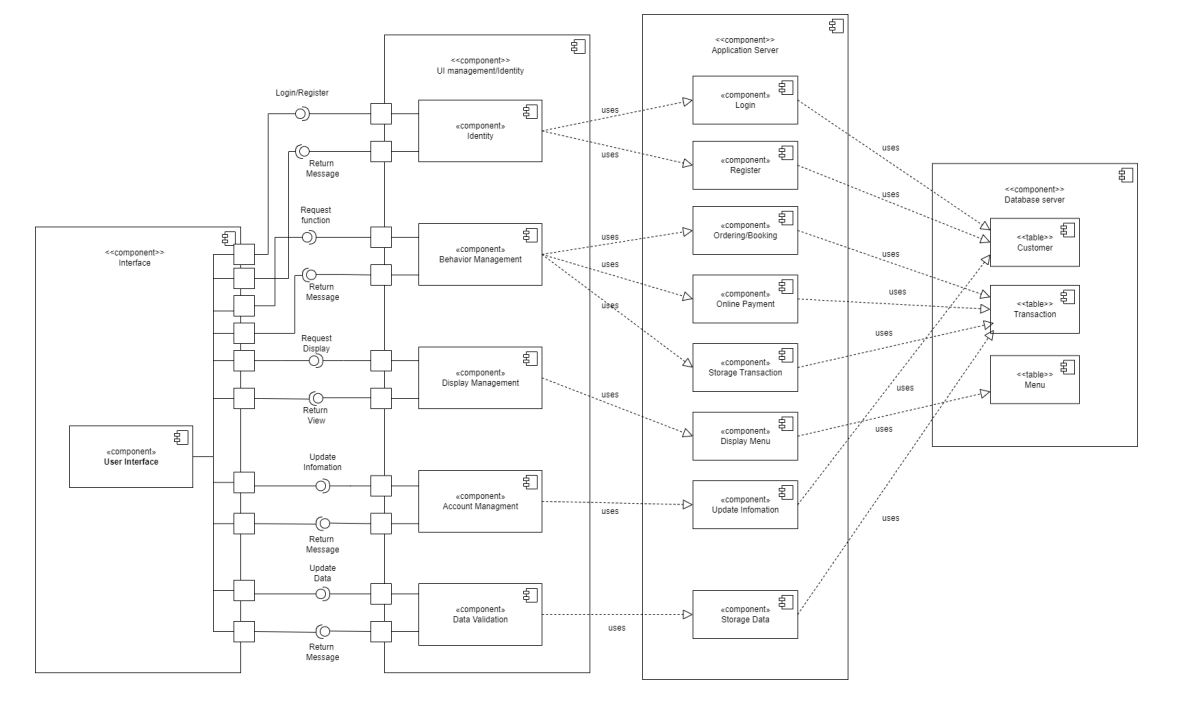 <<component>>
Interface
«component»
User Interface
Login/Register
Return
Message
Request
function
Return
Message
Request
Display
Return
View
Update
Infomation
Return
Message
Update
Data
Return
Message
<<component>>
UI management/Identity
«component»
Identity
«component»
Behavior Management
«component»
Display Management
«component»
Account Managment
«component»
Data Validation
uses
uses
uses
uses
uses
uses
uses
uses
<<component>>
Application Server
«component»
Login
«component»
Register
«component»
Ordering/Booking
«component»
Online Payment
«component»
Storage Transaction
«component»
Display Menu
«component»
Update Infomation
«component»
Storage Data
uses
uses
uses
uses
uses
uses
uses
uses
<<component>>
Database server
<<table>>
Customer
<<table>>
Transaction
<<table>>
Menu